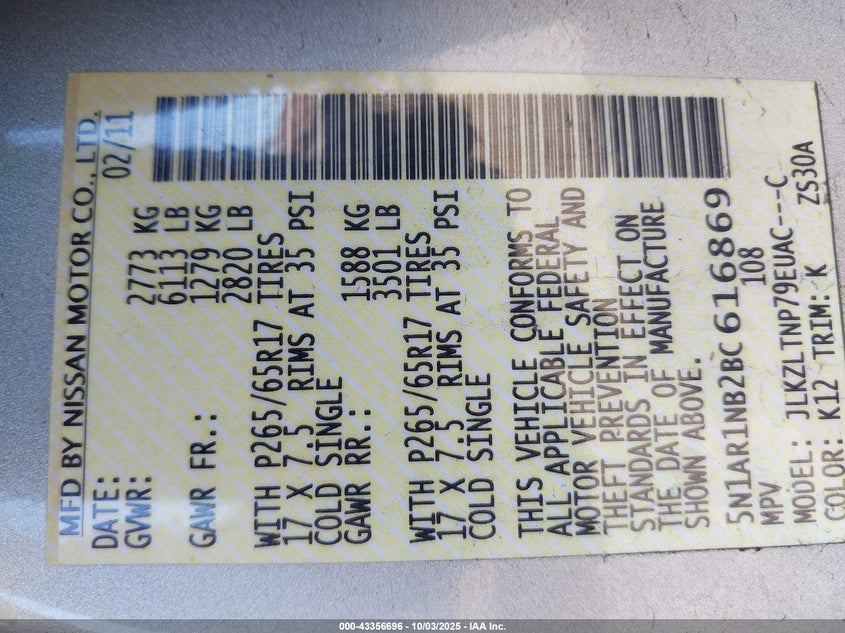 MFD BY NISSAN MOTOR CO., LTD.
DATE: 02/11
GVWR: 2773 KG
6113 LB
GAWR FR.: 1279 KG
2820 LB
WITH P265/65R17 TIRES
17 X 7.5 RIMS AT 35 PSI
COLD SINGLE
GAWR RR.: 1588 KG
3501 LB
WITH P265/65R17 TIRES
17 X 7.5 RIMS AT 35 PSI
COLD SINGLE
THIS VEHICLE CONFORMS TO
ALL APPLICABLE FEDERAL
MOTOR VEHICLE SAFETY AND
THEFT PREVENTION
STANDARDS IN EFFECT ON
THE DATE OF MANUFACTURE
SHOWN ABOVE.
5N1AR1NB2BC616869
MPV 108
MODEL: JLKZLTNP79EUAC---C
COLOR: K12 TRIM: K ZS30A
000-43356696 - 10/03/2025 - IAA Inc.